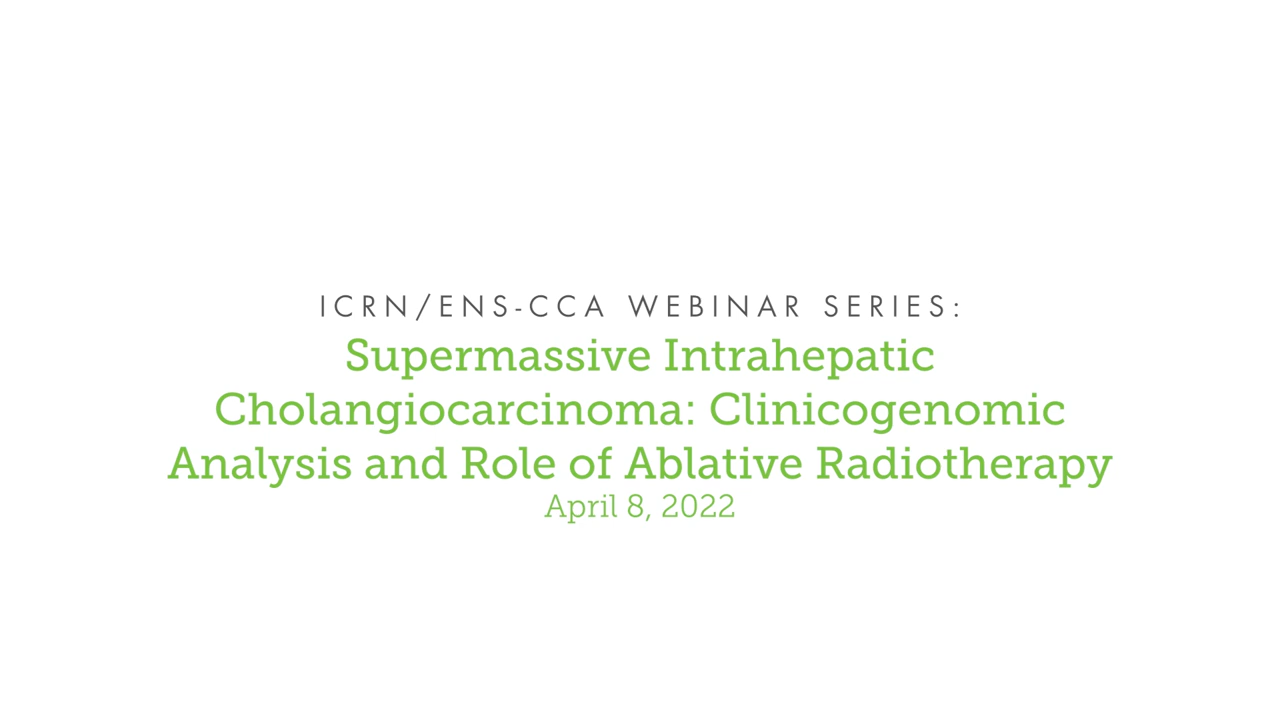 ICRN/ENS-CCA WEBINAR SERIES:
Supermassive Intrahepatic
Cholangiocarcinoma: Clinicogenomic
Analysis and Role of Ablative Radiotherapy
April 8, 2022